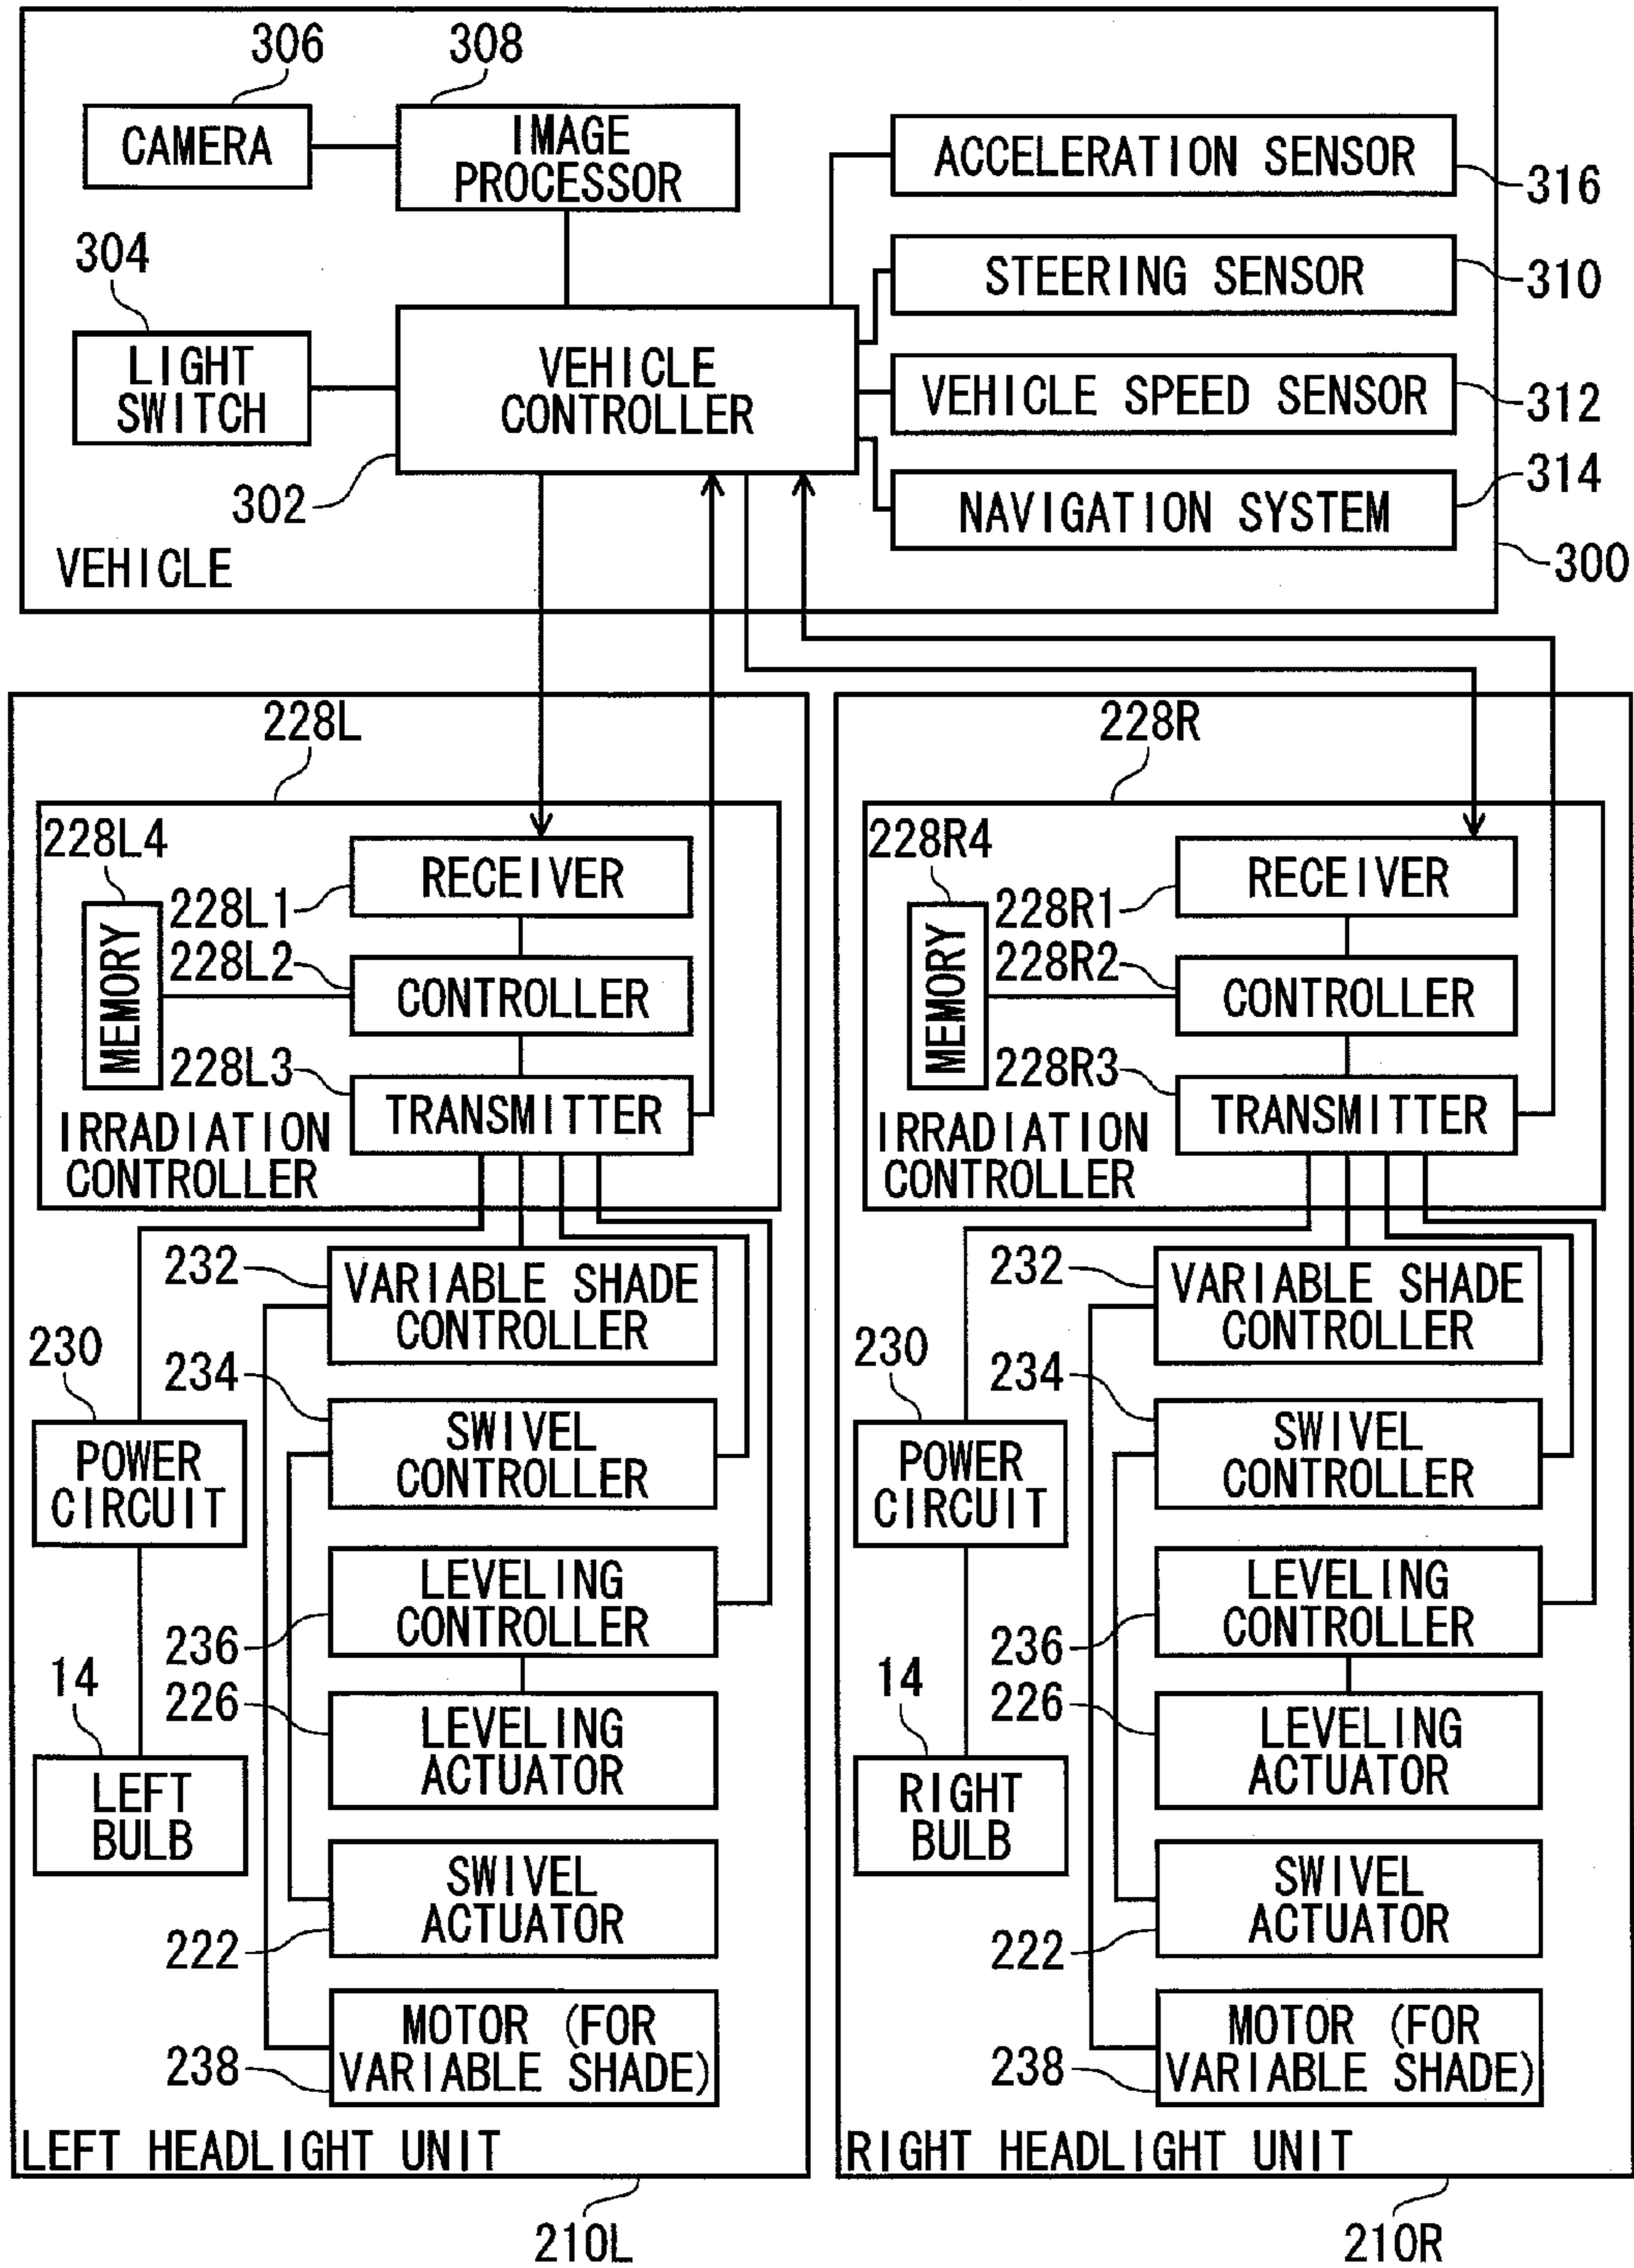 306
308
CAMERA
IMAGE
PROCESSOR
ACCELERATION SENSOR
316
304
STEERING SENSOR
310
LIGHT
SWITCH
VEHICLE
CONTROLLER
VEHICLE SPEED SENSOR
312
302
NAVIGATION SYSTEM
314
VEHICLE
300
228L
228L4
RECEIVER
228L1
MEMORY
228L2
CONTROLLER
228L3
TRANSMITTER
IRRADIATION
CONTROLLER
232
VARIABLE SHADE
CONTROLLER
230
234
POWER
CIRCUIT
SWIVEL
CONTROLLER
LEVELING
CONTROLLER
236
14
226
LEFT
BULB
LEVELING
ACTUATOR
SWIVEL
ACTUATOR
222
MOTOR (FOR
VARIABLE SHADE)
238
LEFT HEADLIGHT UNIT
210L
228R
228R4
RECEIVER
228R1
MEMORY
228R2
CONTROLLER
228R3
TRANSMITTER
IRRADIATION
CONTROLLER
232
VARIABLE SHADE
CONTROLLER
230
234
POWER
CIRCUIT
SWIVEL
CONTROLLER
LEVELING
CONTROLLER
236
14
226
RIGHT
BULB
LEVELING
ACTUATOR
SWIVEL
ACTUATOR
222
MOTOR (FOR
VARIABLE SHADE)
238
RIGHT HEADLIGHT UNIT
210R